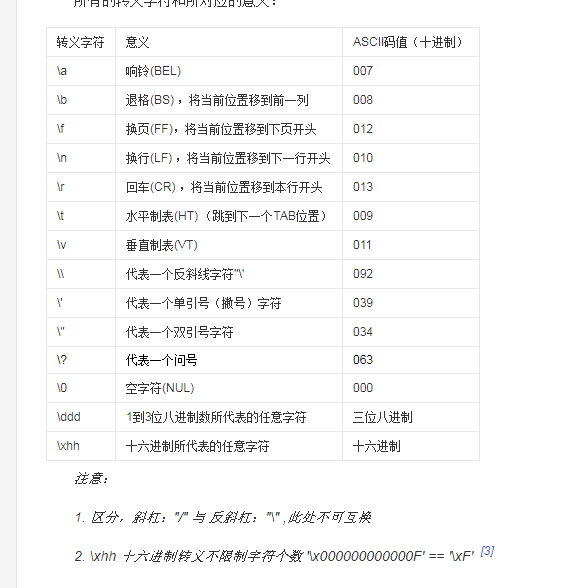 所有的转义字符和所对应的意义：
转义字符 意义 ASCII码值（十进制）
\a 响铃(BEL) 007
\b 退格(BS) ，将当前位置移到前一列 008
\f 换页(FF)，将当前位置移到下页开头 012
\n 换行(LF) ，将当前位置移到下一行开头 010
\r 回车(CR) ，将当前位置移到本行开头 013
\t 水平制表(HT) （跳到下一个TAB位置） 009
\v 垂直制表(VT) 011
\\ 代表一个反斜线字符''\' 092
\' 代表一个单引号（撇号）字符 039
\" 代表一个双引号字符 034
\? 代表一个问号 063
\0 空字符(NUL) 000
\ddd 1到3位八进制数所代表的任意字符 三位八进制
\xhh 十六进制所代表的任意字符 十六进制
注意：
1. 区分，斜杠："/" 与 反斜杠："\" ,此处不可互换
2. \xhh 十六进制转义不限制字符个数 '\x000000000000F' == '\xF' [3]